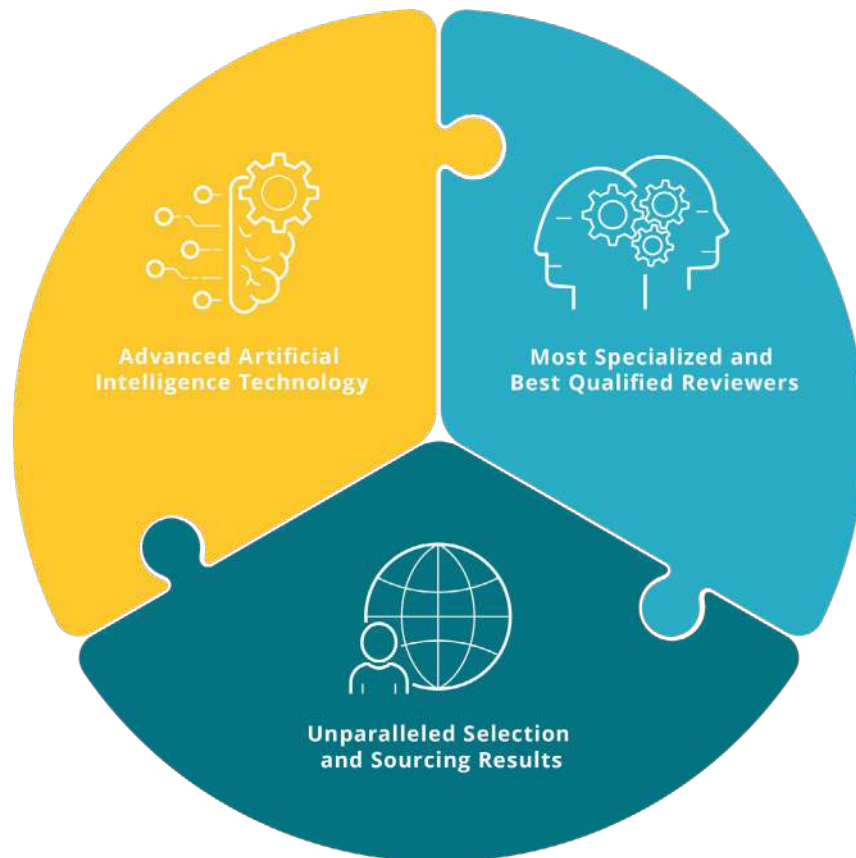 Advanced Artificial
Intelligence Technology
Most Specialized and
Best Qualified Reviewers
Unparalleled Selection
and Sourcing Results